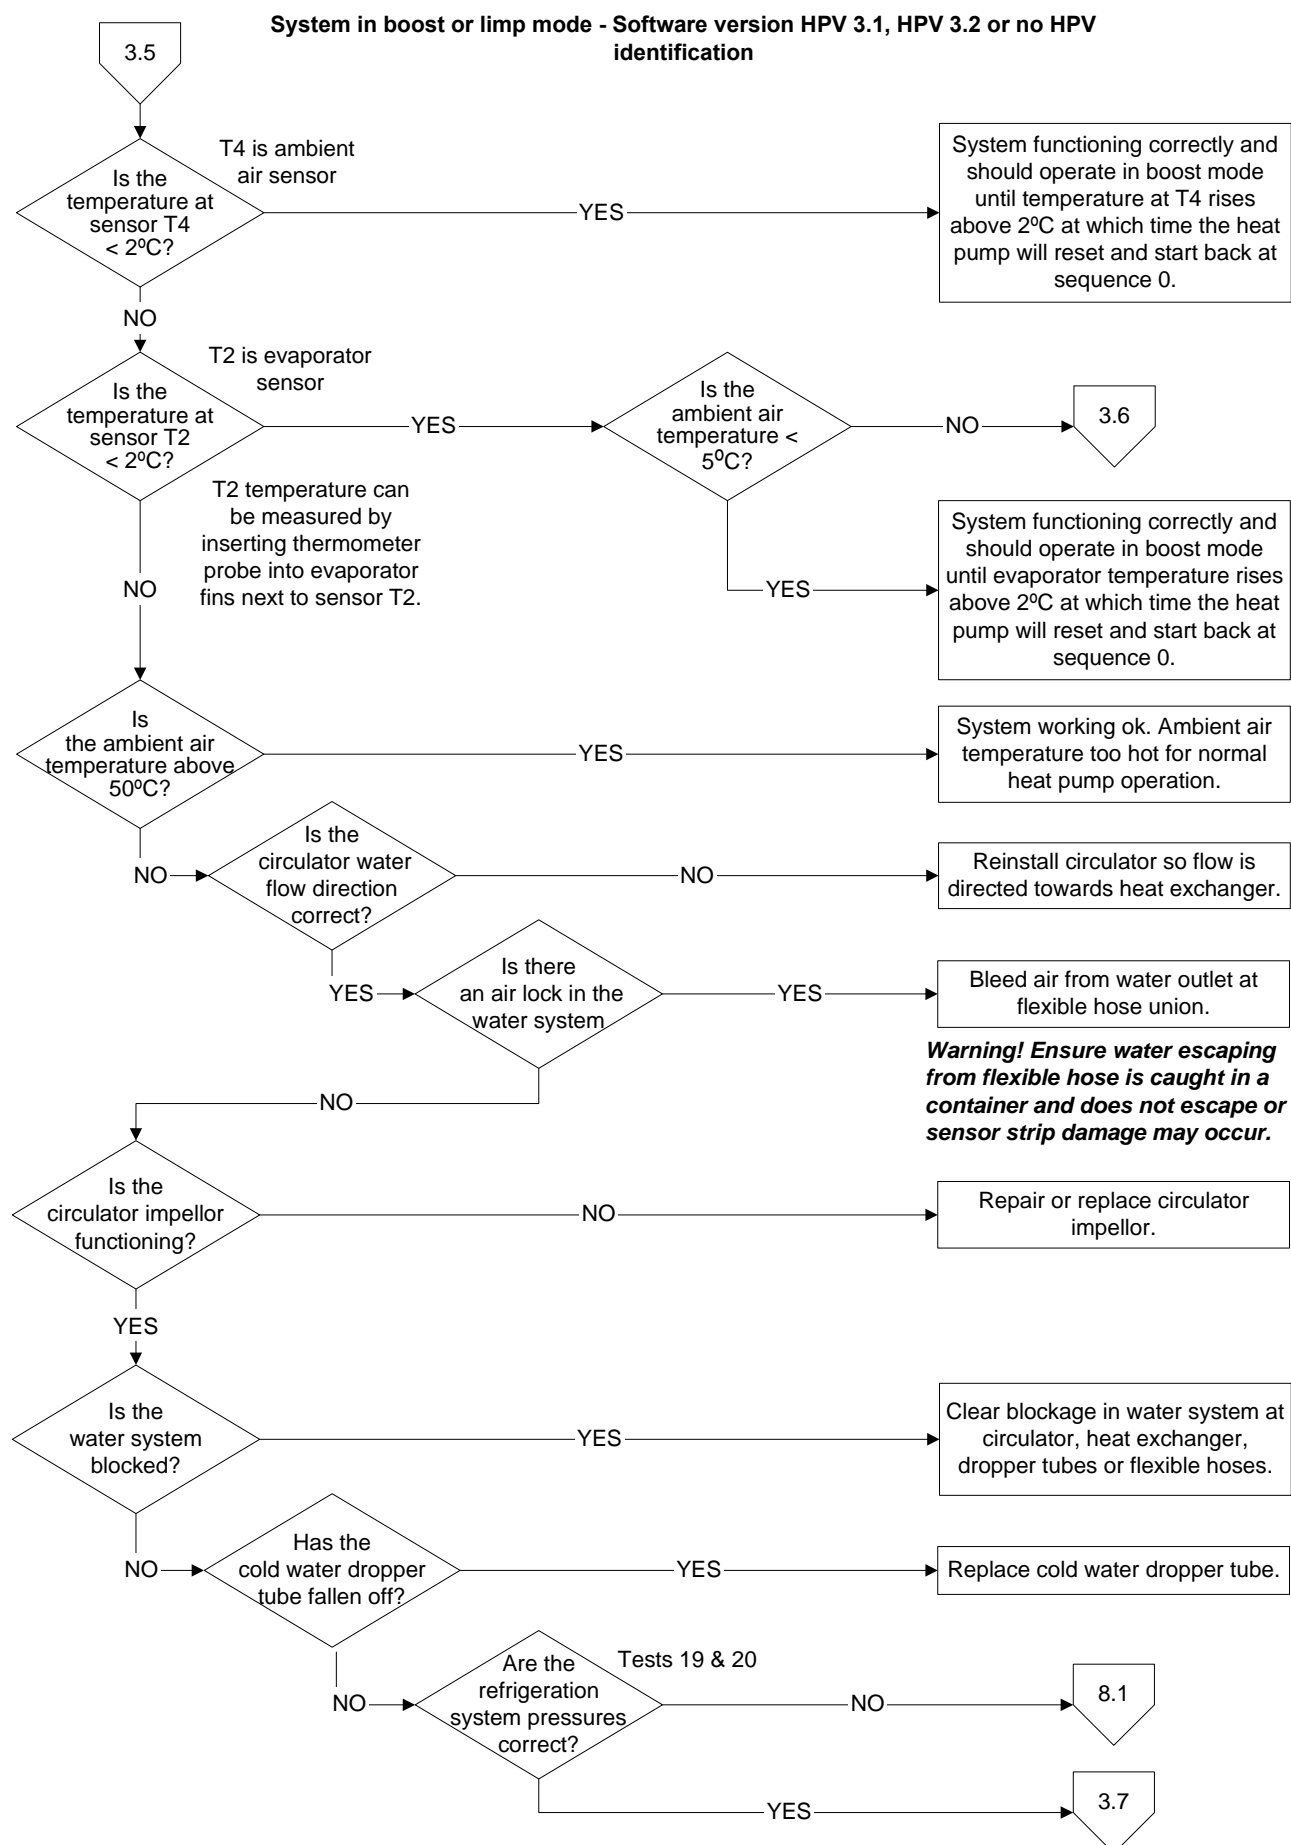 System in boost or limp mode - Software version HPV 3.1, HPV 3.2 or no HPV
identification
3.5
T4 is ambient
air sensor
Is the
temperature at
sensor T4
< 2ºC?
YES
System functioning correctly and
should operate in boost mode
until temperature at T4 rises
above 2ºC at which time the heat
pump will reset and start back at
sequence 0.
NO
T2 is evaporator
sensor
Is the
temperature at
sensor T2
< 2ºC?
YES
Is the
ambient air
temperature <
5⁰C?
NO
3.6
T2 temperature can
be measured by
inserting thermometer
probe into evaporator
fins next to sensor T2.
NO
YES
System functioning correctly and
should operate in boost mode
until evaporator temperature rises
above 2ºC at which time the heat
pump will reset and start back at
sequence 0.
Is
the ambient air
temperature above
50ºC?
YES
System working ok. Ambient air
temperature too hot for normal
heat pump operation.
NO
Is the
circulator water
flow direction
correct?
NO
Reinstall circulator so flow is
directed towards heat exchanger.
YES
Is there
an air lock in the
water system
YES
Bleed air from water outlet at
flexible hose union.
Warning! Ensure water escaping
from flexible hose is caught in a
container and does not escape or
sensor strip damage may occur.
NO
Is the
circulator impellor
functioning?
NO
Repair or replace circulator
impellor.
YES
Is the
water system
blocked?
YES
Clear blockage in water system at
circulator, heat exchanger,
dropper tubes or flexible hoses.
NO
Has the
cold water dropper
tube fallen off?
YES
Replace cold water dropper tube.
NO
Are the
refrigeration
system pressures
correct?
Tests 19 & 20
NO
8.1
YES
3.7